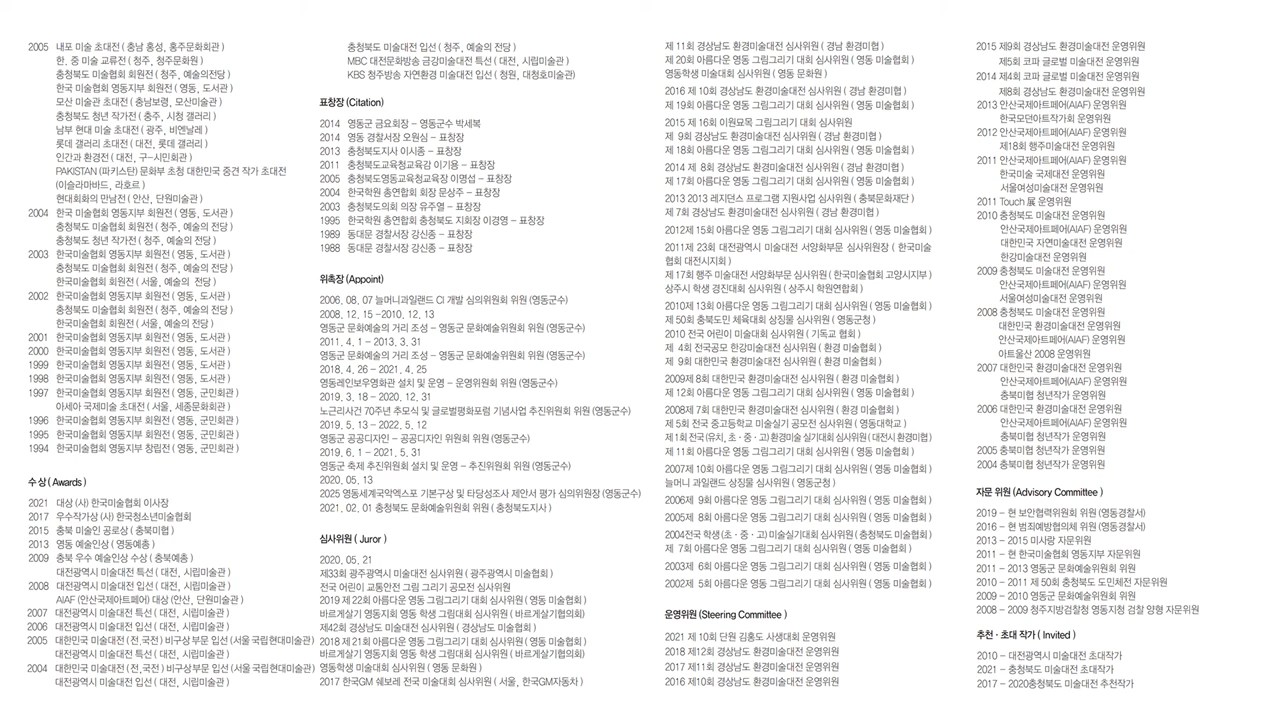 2005 내포 미술 초대전 ( 충남 홍성, 홍주문화회관 )
한. 중 미술 교류전 ( 청주, 청주문화원 )
충청북도 미술협회 회원전 ( 청주, 예술의전당 )
한국 미술협회 영동지부 회원전 ( 영동, 도서관 )
모산 미술관 초대전 ( 충남보령, 모산미술관 )
충청북도 청년 작가전 ( 충주, 시청 갤러리 )
남부 현대 미술 초대전 ( 광주, 비엔날레 )
롯데 갤러리 초대전 ( 대전, 롯데 갤러리 )
인간과 환경전 ( 대전, 구-시민회관 )
PAKISTAN (파키스탄) 문화부 초청 대한민국 중견 작가 초대전
(이슬라마바드, 라호르 )
현대회화의 만남전 ( 안산, 단원미술관 )
2004 한국 미술협회 영동지부 회원전 ( 영동, 도서관 )
충청북도 미술협회 회원전 ( 청주, 예술의 전당 )
충청북도 청년 작가전 ( 청주, 예술의 전당 )
2003 한국미술협회 영동지부 회원전 ( 영동, 도서관 )
충청북도 미술협회 회원전 ( 청주, 예술의 전당 )
한국미술협회 회원전 ( 서울, 예술의 전당 )
2002 한국미술협회 영동지부 회원전 ( 영동, 도서관 )
충청북도 미술협회 회원전 ( 청주, 예술의 전당 )
한국미술협회 회원전 ( 서울, 예술의 전당 )
2001 한국미술협회 영동지부 회원전 ( 영동, 도서관 )
2000 한국미술협회 영동지부 회원전 ( 영동, 도서관 )
1999 한국미술협회 영동지부 회원전 ( 영동, 도서관 )
1998 한국미술협회 영동지부 회원전 ( 영동, 도서관 )
1997 한국미술협회 영동지부 회원전 ( 영동, 군민회관 )
아세아 국제미술 초대전 ( 서울, 세종문화회관 )
1996 한국미술협회 영동지부 회원전 ( 영동, 군민회관 )
1995 한국미술협회 영동지부 회원전 ( 영동, 군민회관 )
1994 한국미술협회 영동지부 창립전 ( 영동, 군민회관 )
수 상 ( Awards )
2021 대상 (사) 한국미술협회 이사장
2017 우수작가상 (사) 한국청소년미술협회
2015 충북 미술인 공로상 ( 충북미협 )
2013 영동 예술인상 ( 영동예총 )
2009 충북 우수 예술인상 수상 ( 충북예총 )
대전광역시 미술대전 특선 ( 대전, 시립미술관 )
2008 대전광역시 미술대전 입선 ( 대전, 시립미술관 )
AIAF (안산국제아트페어) 대상 (안산, 단원미술관 )
2007 대전광역시 미술대전 특선 ( 대전, 시립미술관 )
2006 대전광역시 미술대전 입선 ( 대전, 시립미술관 )
2005 대한민국 미술대전 (전, 국전) 비구상부문 입선 (서울 국립현대미술관)
대전광역시 미술대전 특선 ( 대전, 시립미술관 )
2004 대한민국 미술대전 (전, 국전) 비구상부문 입선 (서울 국립현대미술관)
대전광역시 미술대전 입선 ( 대전, 시립미술관 )
충청북도 미술대전 입선 ( 청주, 예술의 전당 )
MBC 대전문화방송 금강미술대전 특선 ( 대전, 시립미술관 )
KBS 청주방송 자연환경 미술대전 입선 ( 청원, 대청호미술관)
표창장 (Citation)
2014 영동군 금요회장 - 영동군수 박세복
2014 영동 경찰서장 오원심 - 표창장
2013 충청북도지사 이시종 - 표창장
2011 충청북도교육청교육감 이기용 - 표창장
2005 충청북도영동교육청교육장 이명섭 - 표창장
2004 한국학원 총연합회 회장 문상주 - 표창장
2003 충청북도의회 의장 유주열 - 표창장
1995 한국학원 총연합회 충청북도 지회장 이경영 - 표창장
1989 동대문 경찰서장 강신종 - 표창장
1988 동대문 경찰서장 강신종 - 표창장
위촉장 (Appoint)
2006. 08. 07 늘머니과일랜드 CI 개발 심의위원회 위원 (영동군수)
2008. 12. 15 -2010. 12. 13
영동군 문화예술의 거리 조성 - 영동군 문화예술위원회 위원 (영동군수)
2011. 4. 1 - 2013. 3. 31
영동군 문화예술의 거리 조성 - 영동군 문화예술위원회 위원 (영동군수)
2018. 4. 26 - 2021. 4. 25
영동레인보우영화관 설치 및 운영 - 운영위원회 위원 (영동군수)
2019. 3. 18 - 2020. 12. 31
노근리사건 70주년 추모식 및 글로벌평화포럼 기념사업 추진위원회 위원 (영동군수)
2019. 5. 13 - 2022. 5. 12
영동군 공공디자인 - 공공디자인 위원회 위원 (영동군수)
2019. 6. 1 - 2021. 5. 31
영동군 축제 추진위원회 설치 및 운영 - 추진위원회 위원 (영동군수)
2020. 05. 13
2025 영동세계국악엑스포 기본구상 및 타당성조사 제안서 평가 심의위원장 (영동군수)
2021. 02. 01 충청북도 문화예술위원회 위원 ( 충청북도지사 )
심사위원 ( Juror )
2020. 05. 21
제33회 광주광역시 미술대전 심사위원 ( 광주광역시 미술협회 )
전국 어린이 교통안전 그림 그리기 공모전 심사위원
2019 제 22회 아름다운 영동 그림그리기 대회 심사위원 ( 영동 미술협회 )
바르게살기 영동지회 영동 학생 그림대회 심사위원 ( 바르게살기협의회)
제42회 경상남도 미술대전 심사위원 ( 경상남도 미술협회 )
2018 제 21회 아름다운 영동 그림그리기 대회 심사위원 ( 영동 미술협회 )
바르게살기 영동지회 영동 학생 그림대회 심사위원 ( 바르게살기협의회)
영동학생 미술대회 심사위원 ( 영동 문화원 )
2017 한국GM 쉐보레 전국 미술대회 심사위원 ( 서울, 한국GM자동차 )
제 11회 경상남도 환경미술대전 심사위원 ( 경남 환경미협 )
제 20회 아름다운 영동 그림그리기 대회 심사위원 ( 영동 미술협회 )
영동학생 미술대회 심사위원 ( 영동 문화원 )
2016 제 10회 경상남도 환경미술대전 심사위원 ( 경남 환경미협 )
제 19회 아름다운 영동 그림그리기 대회 심사위원 ( 영동 미술협회 )
2015 제 16회 이원묘목 그림그리기 대회 심사위원
제 9회 경상남도 환경미술대전 심사위원 ( 경남 환경미협 )
제 18회 아름다운 영동 그림그리기 대회 심사위원 ( 영동 미술협회 )
2014 제 8회 경상남도 환경미술대전 심사위원 ( 경남 환경미협 )
제 17회 아름다운 영동 그림그리기 대회 심사위원 ( 영동 미술협회 )
2013 2013 레지던스 프로그램 지원사업 심사위원 ( 충북문화재단 )
제 7회 경상남도 환경미술대전 심사위원 ( 경남 환경미협 )
2012제 15회 아름다운 영동 그림그리기 대회 심사위원 ( 영동 미술협회 )
2011제 23회 대전광역시 미술대전 서양화부문 심사위원장 ( 한국미술
협회 대전시지회 )
제 17회 행주 미술대전 서양화부문 심사위원 ( 한국미술협회 고양시지부 )
상주시 학생 경진대회 심사위원 ( 상주시 학원연합회 )
2010제 13회 아름다운 영동 그림그리기 대회 심사위원 ( 영동 미술협회 )
제 50회 충북도민 체육대회 상징물 심사위원 ( 영동군청 )
2010 전국 어린이 미술대회 심사위원 ( 기독교 협회 )
제 4회 전국공모 한강미술대전 심사위원 ( 환경 미술협회 )
제 9회 대한민국 환경미술대전 심사위원 ( 환경 미술협회 )
2009제 8회 대한민국 환경미술대전 심사위원 ( 환경 미술협회 )
제 12회 아름다운 영동 그림그리기 대회 심사위원 ( 영동 미술협회 )
2008제 7회 대한민국 환경미술대전 심사위원 ( 환경 미술협회 )
제 5회 전국 중고등학교 미술실기 공모전 심사위원 ( 영동대학교 )
제 1회 전국 (유치, 초 · 중 · 고) 환경미술 실기대회 심사위원 ( 대전시 환경미협 )
제 11회 아름다운 영동 그림그리기 대회 심사위원 ( 영동 미술협회 )
2007제 10회 아름다운 영동 그림그리기 대회 심사위원 ( 영동 미술협회 )
늘머니 과일랜드 상징물 심사위원 ( 영동군청 )
2006제 9회 아름다운 영동 그림그리기 대회 심사위원 ( 영동 미술협회 )
2005제 8회 아름다운 영동 그림그리기 대회 심사위원 ( 영동 미술협회 )
2004전국 학생 (초 · 중 · 고) 미술실기대회 심사위원 ( 충청북도 미술협회 )
제 7회 아름다운 영동 그림그리기 대회 심사위원 ( 영동 미술협회 )
2003제 6회 아름다운 영동 그림그리기 대회 심사위원 ( 영동 미술협회 )
2002제 5회 아름다운 영동 그림그리기 대회 심사위원 ( 영동 미술협회 )
운영위원 ( Steering Committee )
2021 제 10회 단원 김홍도 사생대회 운영위원
2018 제12회 경상남도 환경미술대전 운영위원
2017 제11회 경상남도 환경미술대전 운영위원
2016 제10회 경상남도 환경미술대전 운영위원
2015 제9회 경상남도 환경미술대전 운영위원
제5회 코파 글로벌 미술대전 운영위원
2014 제4회 코파 글로벌 미술대전 운영위원
제8회 경상남도 환경미술대전 운영위원
2013 안산국제아트페어(AIAF) 운영위원
한국모던아트작가회 운영위원
2012 안산국제아트페어(AIAF) 운영위원
제18회 행주미술대전 운영위원
2011 안산국제아트페어(AIAF) 운영위원
한국미술 국제대전 운영위원
서울여성미술대전 운영위원
2011 Touch 展 운영위원
2010 충청북도 미술대전 운영위원
안산국제아트페어(AIAF) 운영위원
대한민국 자연미술대전 운영위원
한강미술대전 운영위원
2009 충청북도 미술대전 운영위원
안산국제아트페어(AIAF) 운영위원
서울여성미술대전 운영위원
2008 충청북도 미술대전 운영위원
대한민국 환경미술대전 운영위원
안산국제아트페어(AIAF) 운영위원
아트울산 2008 운영위원
2007 대한민국 환경미술대전 운영위원
안산국제아트페어(AIAF) 운영위원
충북미협 청년작가 운영위원
2006 대한민국 환경미술대전 운영위원
안산국제아트페어(AIAF) 운영위원
충북미협 청년작가 운영위원
2005 충북미협 청년작가 운영위원
2004 충북미협 청년작가 운영위원
자문 위원 (Advisory Committee )
2019 - 현 보안협력위원회 위원 (영동경찰서)
2016 - 현 범죄예방협의체 위원 (영동경찰서)
2013 - 2015 미사랑 자문위원
2011 - 현 한국미술협회 영동지부 자문위원
2011 - 2013 영동군 문화예술위원회 위원
2010 - 2011 제 50회 충청북도 도민체전 자문위원
2009 - 2010 영동군 문화예술위원회 위원
2008 - 2009 청주지방검찰청 영동지청 검찰 양형 자문위원
추천 · 초대 작가 ( Invited )
2010 - 대전광역시 미술대전 초대작가
2021 - 충청북도 미술대전 초대작가
2017 - 2020충청북도 미술대전 추천작가